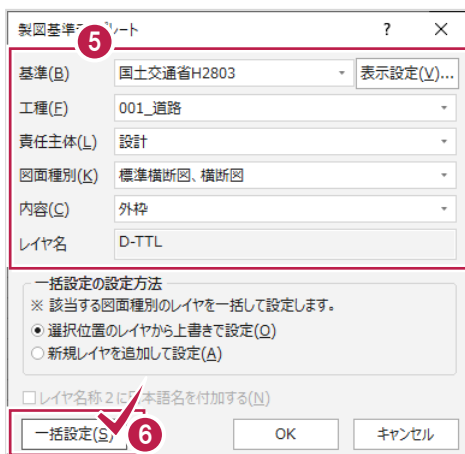 製図基準テンプレート ? ×
5
基準(B) 国土交通省H2803 表示設定(V)...
工種(F) 001_道路
責任主体(L) 設計
図面種別(K) 標準横断図、横断図
内容(C) 外枠
レイヤ名 D-TTL
一括設定の設定方法
※ 該当する図面種別のレイヤを一括して設定します。
選択位置のレイヤから上書きで設定(O)
新規レイヤを追加して設定(A)
レイヤ名称2に日本語名を付加する(N)
一括設定(S) 6 OK キャンセル